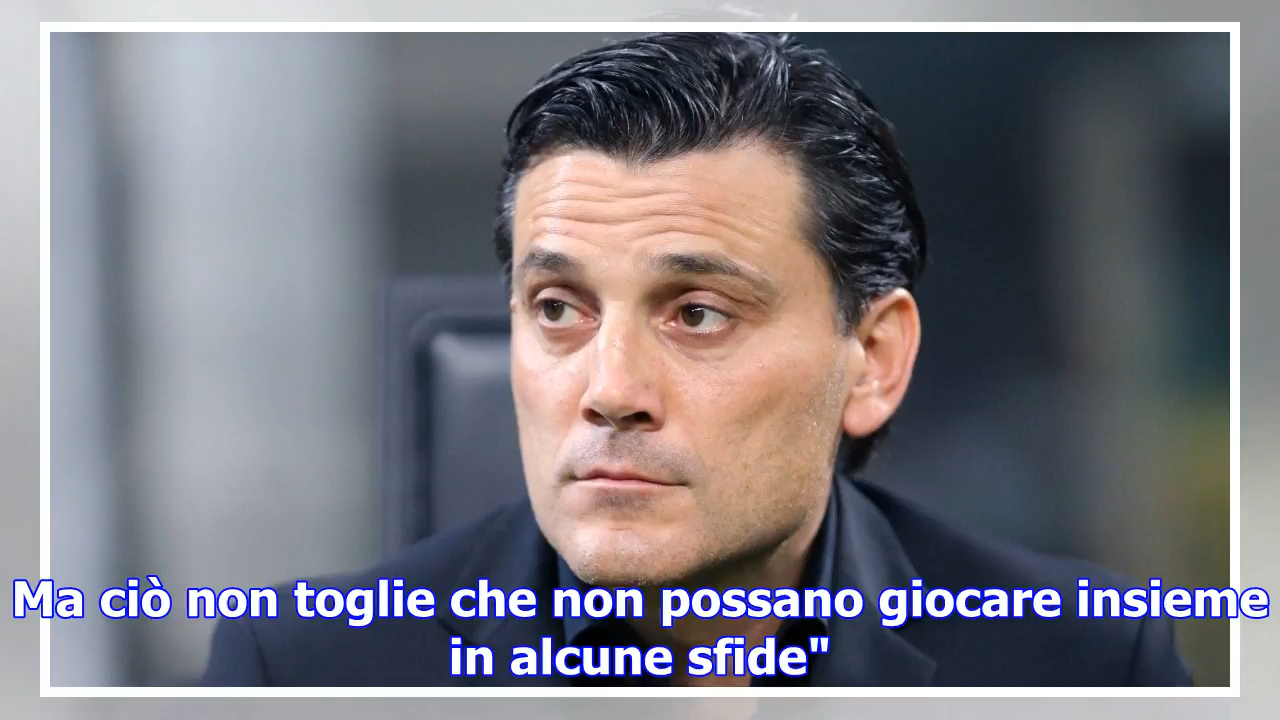 Ma ciò non toglie che non possano giocare insieme
in alcune sfide"